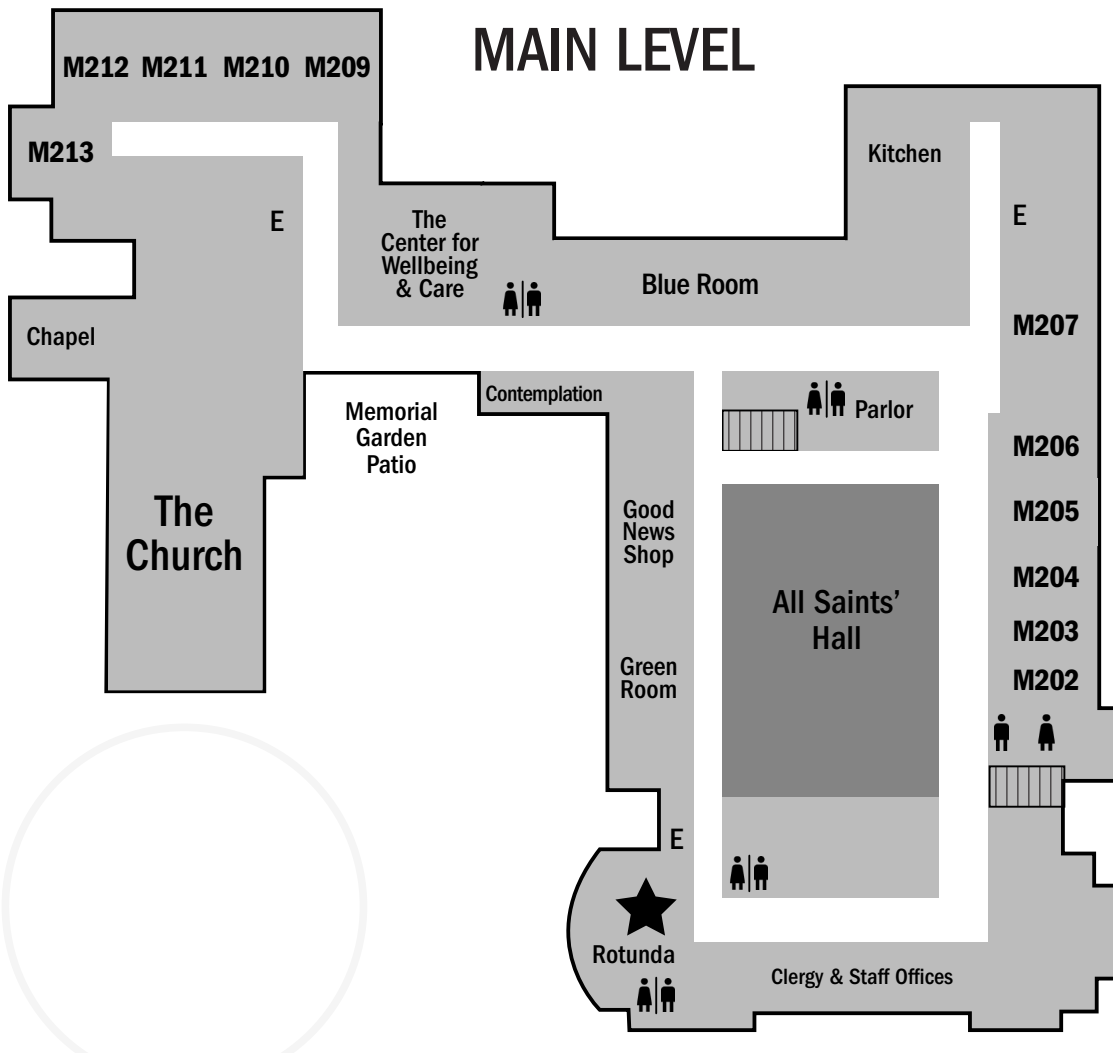 MAIN LEVEL
M212 M211 M210 M209
M213
Kitchen
E
E
The
Center for
Wellbeing
& Care
Blue Room
M207
Chapel
Contemplation
Memorial
Garden
Patio
Parlor
M206
The
Church
Good
News
Shop
M205
M204
All Saints'
Hall
M203
Green
Room
M202
E
Rotunda
Clergy & Staff Offices